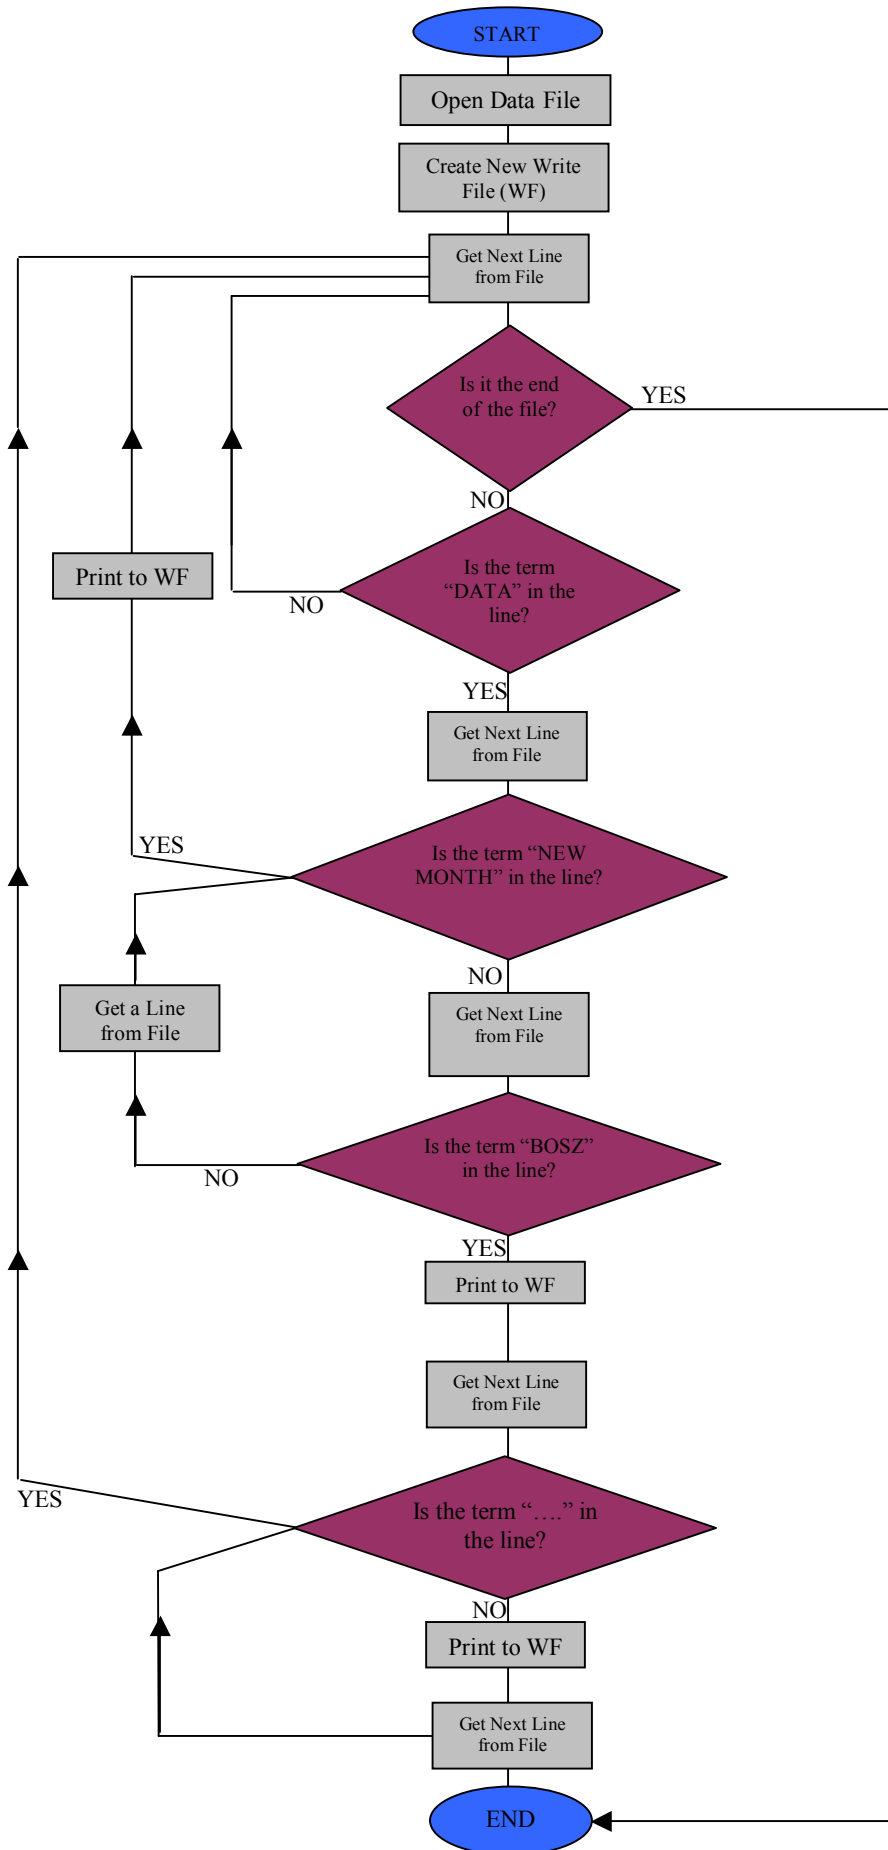 START
Open Data File
Create New Write
File (WF)
Get Next Line
from File
Is it the end
of the file?
YES
NO
Is the term
“DATA” in the
line?
NO
Print to WF
YES
Get Next Line
from File
YES
Is the term “NEW
MONTH” in the line?
NO
Get a Line
from File
Get Next Line
from File
Is the term “BOSZ”
in the line?
NO
YES
Print to WF
Get Next Line
from File
YES
Is the term “….” in
the line?
NO
Print to WF
Get Next Line
from File
END